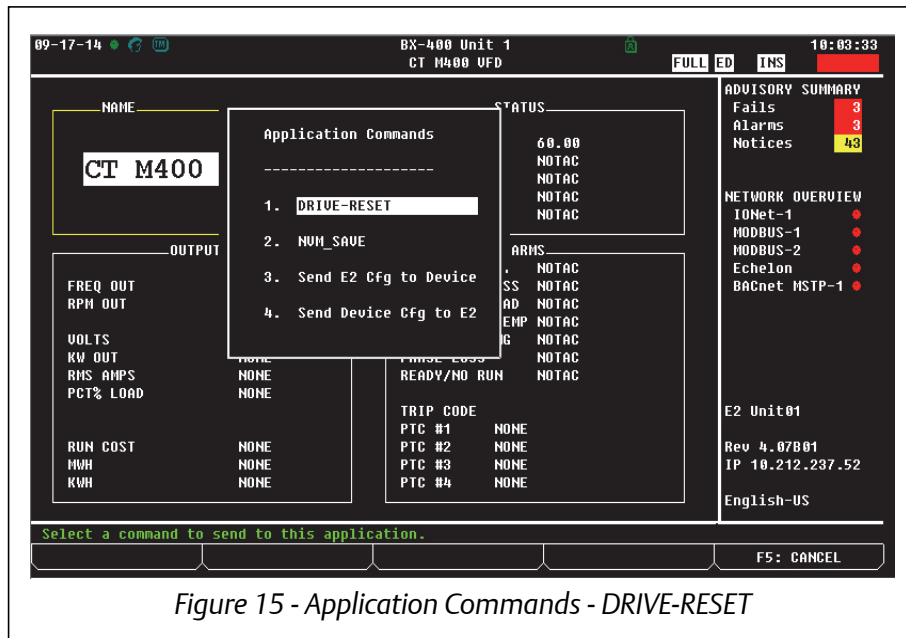 09-17-14 TM BX-400 Unit 1 10:03:33
CT M400 VFD FULL ED INS
NAME
CT M400
STATUS
60.00
NOTAC
NOTAC
NOTAC
NOTAC
Application Commands
--------------------
1. DRIVE-RESET
2. NVM_SAVE
3. Send E2 Cfg to Device
4. Send Device Cfg to E2
OUTPUT
FREQ OUT
RPM OUT
VOLTS
KW OUT NONE
RMS AMPS NONE
PCT% LOAD NONE
RUN COST NONE
MWH NONE
KWH NONE
ARMS
. NOTAC
SS NOTAC
AD NOTAC
EMP NOTAC
G NOTAC
PHASE LOSS NOTAC
READY/NO RUN NOTAC
TRIP CODE
PTC #1 NONE
PTC #2 NONE
PTC #3 NONE
PTC #4 NONE
ADVISORY SUMMARY
Fails 3
Alarms 3
Notices 43
NETWORK OVERVIEW
IONet-1
MODBUS-1
MODBUS-2
Echelon
BACnet MSTP-1
E2 Unit01
Rev 4.07B01
IP 10.212.237.52
English-US
Select a command to send to this application.
F5: CANCEL
Figure 15 - Application Commands - DRIVE-RESET